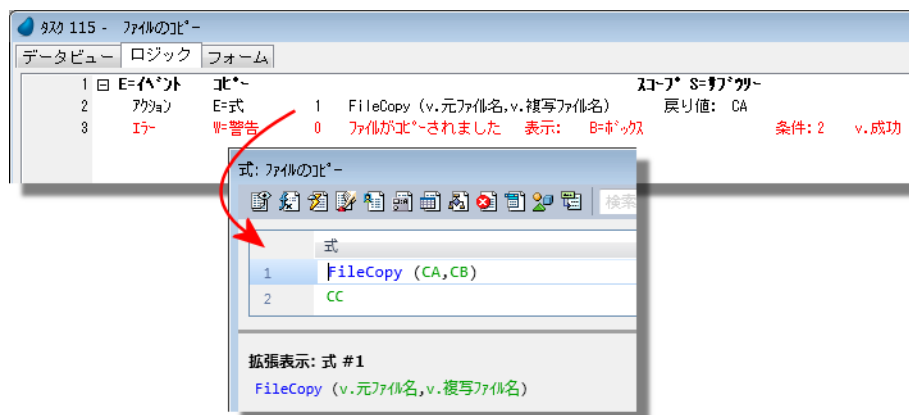 タスク 115 - ファイルのコピー
データビュー ロジック フォーム
1 E=イベント コピー スコープ S=サブツリー
2 アクション E=式 1 FileCopy (v.元ファイル名,v.複写ファイル名) 戻り値: CA
3 エラー W=警告 0 ファイルがコピーされました 表示: B=ボックス 条件: 2 v.成功
式: ファイルのコピー
検索
式
1 FileCopy (CA,CB)
2 CC
拡張表示: 式 #1
FileCopy (v.元ファイル名,v.複写ファイル名)